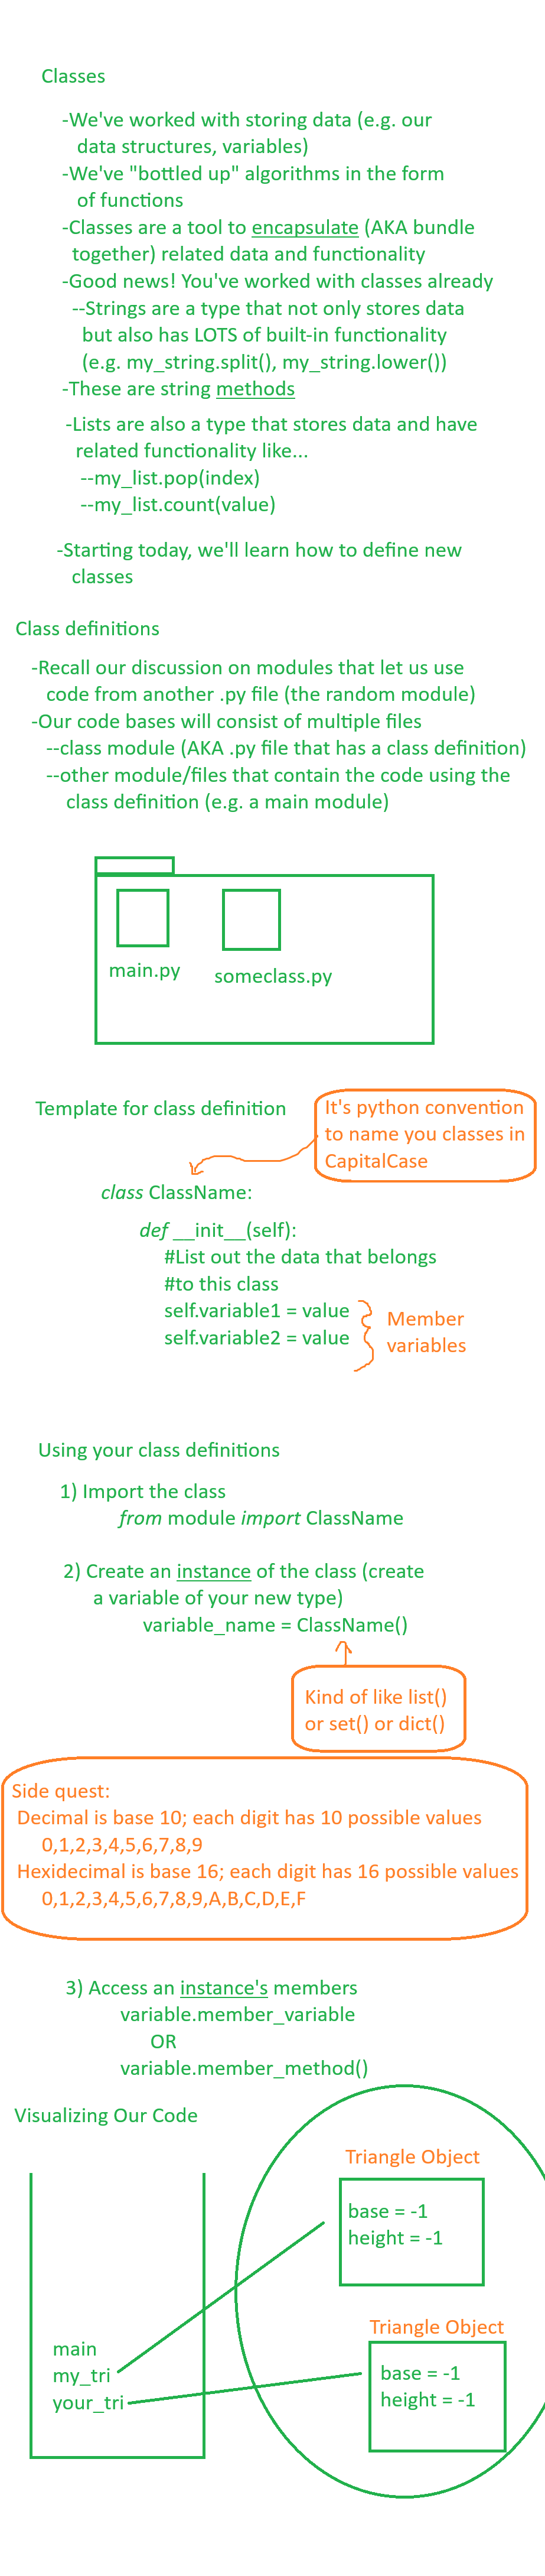 Classes
-We've worked with storing data (e.g. our
data structures, variables)
-We've "bottled up" algorithms in the form
of functions
-Classes are a tool to encapsulate (AKA bundle
together) related data and functionality
-Good news! You've worked with classes already
--Strings are a type that not only stores data
but also has LOTS of built-in functionality
(e.g. my_string.split(), my_string.lower())
-These are string methods
-Lists are also a type that stores data and have
related functionality like...
--my_list.pop(index)
--my_list.count(value)
-Starting today, we'll learn how to define new
classes
Class definitions
-Recall our discussion on modules that let us use
code from another .py file (the random module)
-Our code bases will consist of multiple files
--class module (AKA .py file that has a class definition)
--other module/files that contain the code using the
class definition (e.g. a main module)
main.py
someclass.py
Template for class definition
It's python convention
to name you classes in
CapitalCase
class ClassName:
def __init__(self):
#List out the data that belongs
#to this class
self.variable1 = value
self.variable2 = value
Member
variables
Using your class definitions
1) Import the class
from module import ClassName
2) Create an instance of the class (create
a variable of your new type)
variable_name = ClassName()
Kind of like list()
or set() or dict()
Side quest:
Decimal is base 10; each digit has 10 possible values
0,1,2,3,4,5,6,7,8,9
Hexidecimal is base 16; each digit has 16 possible values
0,1,2,3,4,5,6,7,8,9,A,B,C,D,E,F
3) Access an instance's members
variable.member_variable
OR
variable.member_method()
Visualizing Our Code
Triangle Object
base = -1
height = -1
Triangle Object
base = -1
height = -1
main
my_tri
your_tri